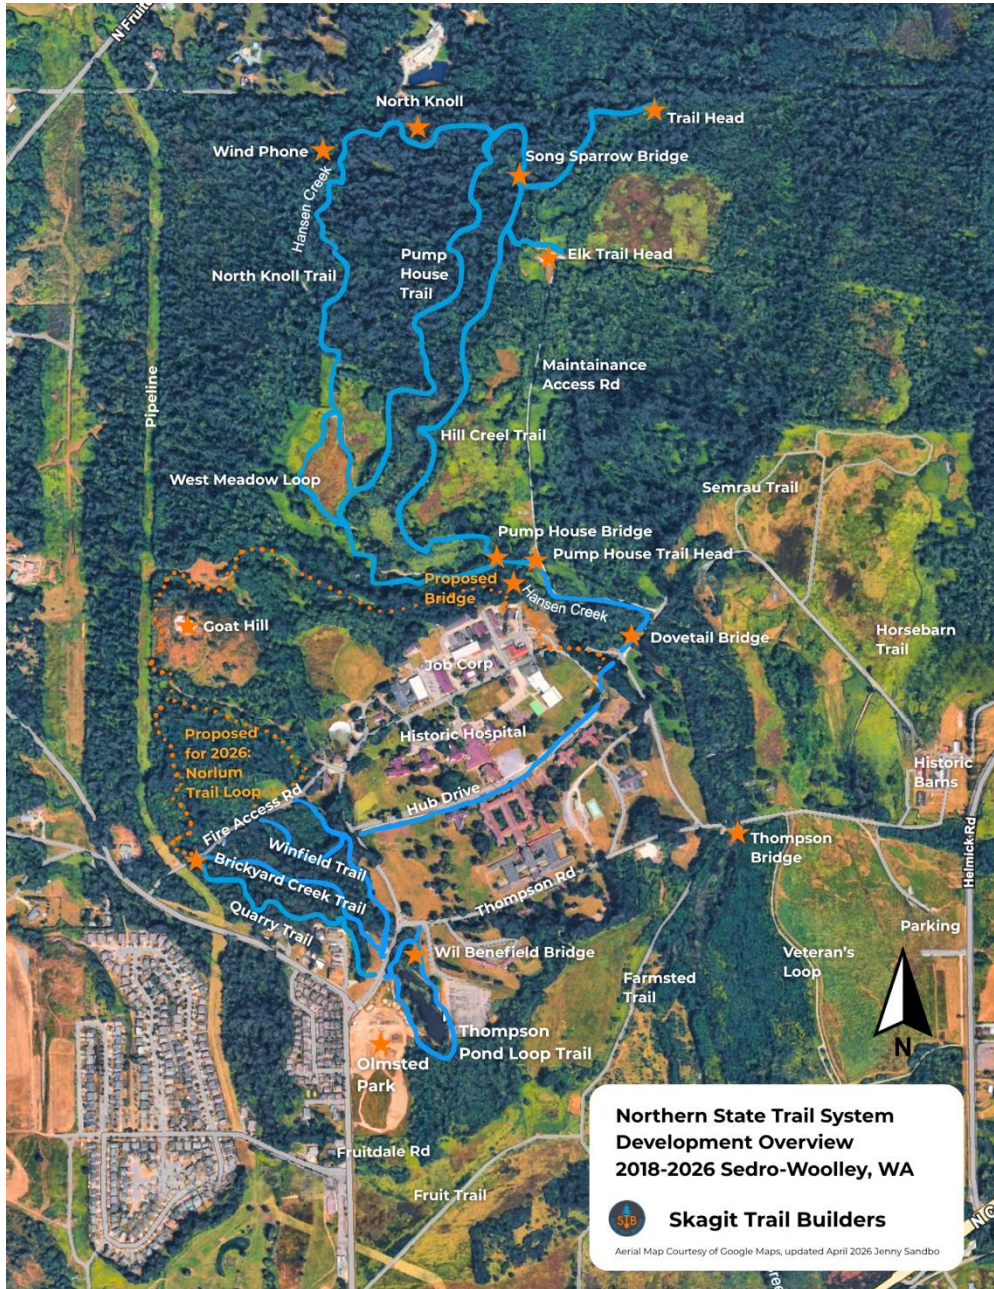 N Fruit
North Knoll
Trail Head
Wind Phone
Song Sparrow Bridge
Hansen Creek
Elk Trail Head
North Knoll Trail
Pump
House
Trail
Maintainance
Access Rd
Pipeline
Hill Creel Trail
West Meadow Loop
Semrau Trail
Pump House Bridge
Pump House Trail Head
Proposed
Bridge
Hansen Creek
Goat Hill
Dovetail Bridge
Horsebarn
Trail
Job Corp
Historic Hospital
Proposed
for 2026:
Norlum
Trail Loop
Historic
Barns
Hub Drive
Fire Access Rd
Winfield Trail
Thompson
Bridge
Helmick Rd
Brickyard Creek Trail
Thompson Rd
Quarry Trail
Parking
Wil Benefield Bridge
Veteran's
Loop
Farmsted
Trail
Thompson
Pond Loop Trail
N
Olmsted
Park
Fruitdale Rd
Fruit Trail
Northern State Trail System
Development Overview
2018-2026 Sedro-Woolley, WA
STB
Skagit Trail Builders
Aerial Map Courtesy of Google Maps, updated April 2026 Jenny Sandbo
N C
ree